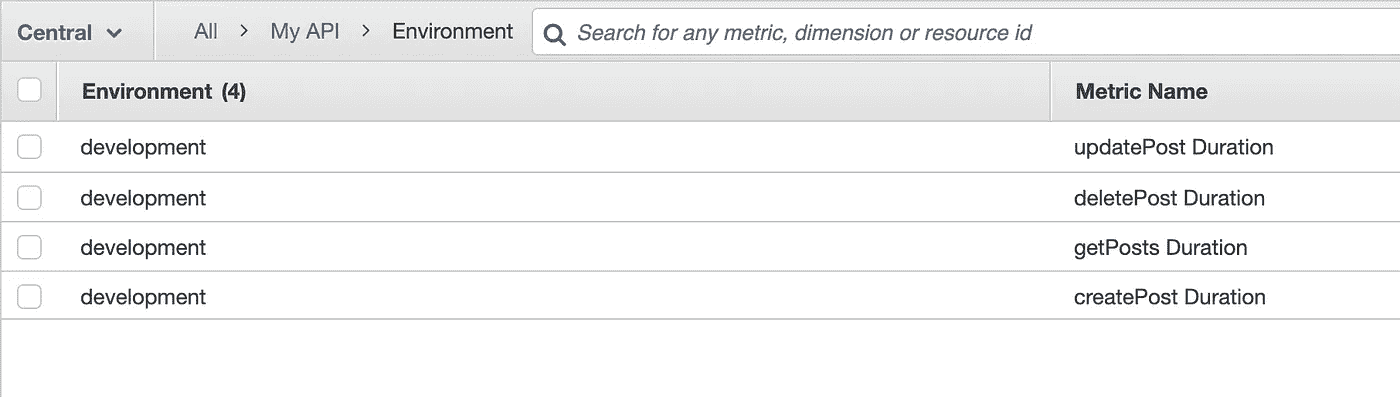 Central All > My API > Environment Search for any metric, dimension or resource id
Environment (4) Metric Name
development updatePost Duration
development deletePost Duration
development getPosts Duration
development createPost Duration